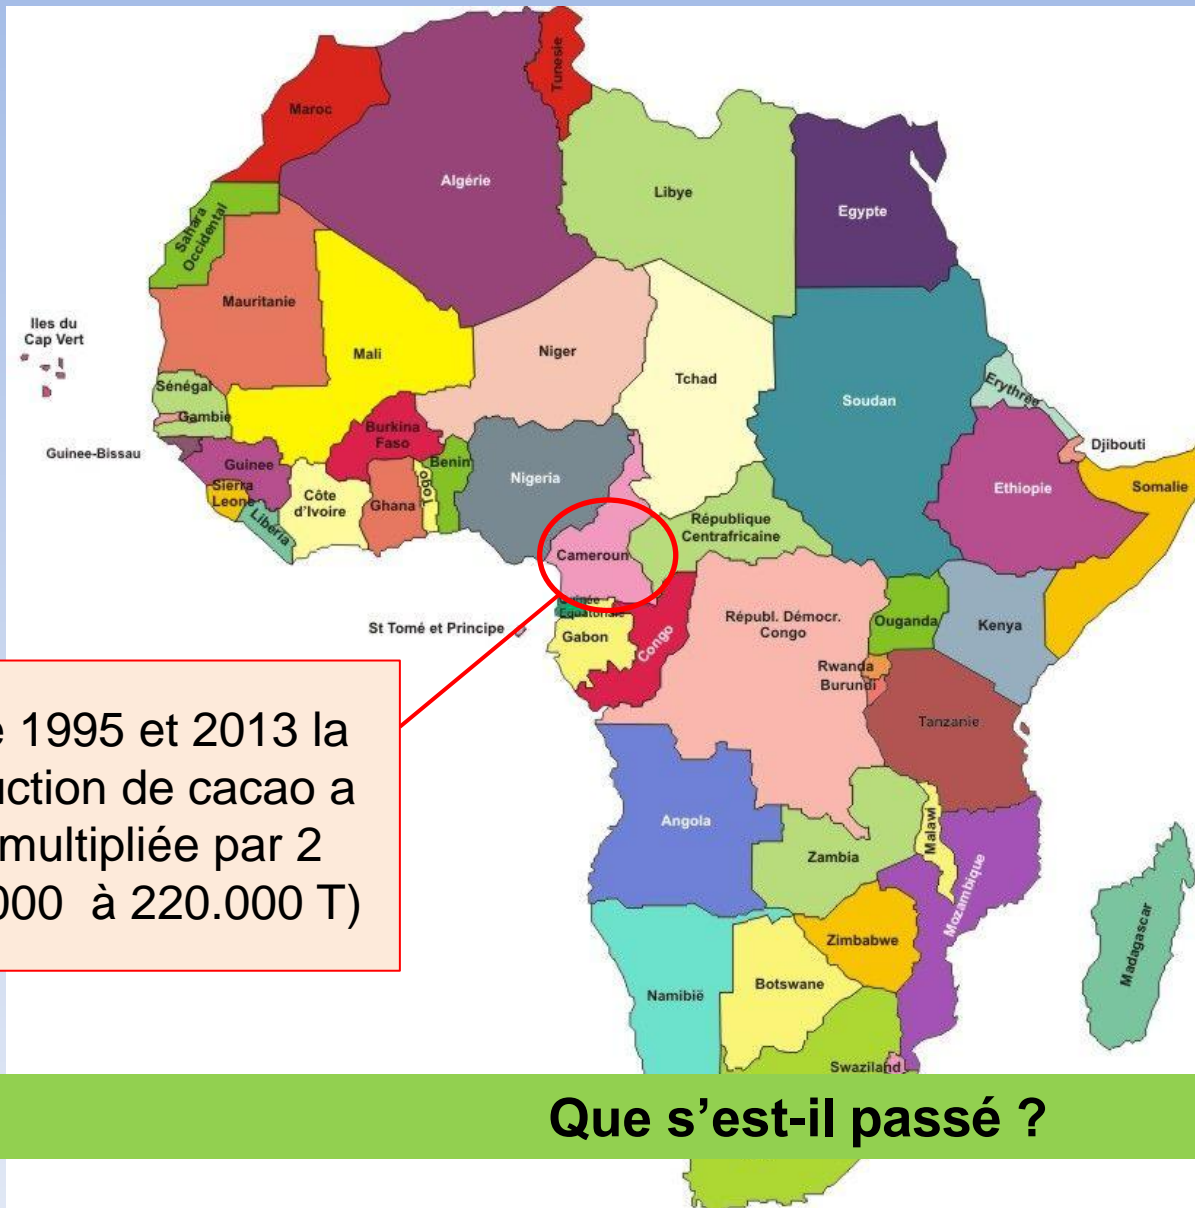 Tunisie
Maroc
Algérie
Libye
Egypte
Sahara
Occidental
Mauritanie
Iles du
Cap Vert
Mali
Niger
Tchad
Soudan
Erythrée
Sénégal
Gambie
Burkina
Faso
Djibouti
Guinee-Bissau
Guinee
Benin
Nigeria
Ethiopie
Somalie
Sierra
Leone
Côte
d'Ivoire
Ghana
Togo
République
Centrafricaine
Libéria
Cameroun
Guinée
Equatoriale
St Tomé et Principe
Gabon
Congo
Républ. Démocr.
Congo
Ouganda
Kenya
Rwanda
Burundi
Tanzanie
e 1995 et 2013 la
uction de cacao a
multipliée par 2
000 à 220.000 T)
Angola
Zambia
Malawi
Mozambique
Zimbabwe
Madagascar
Namibië
Botswane
Swaziland
Que s’est-il passé ?